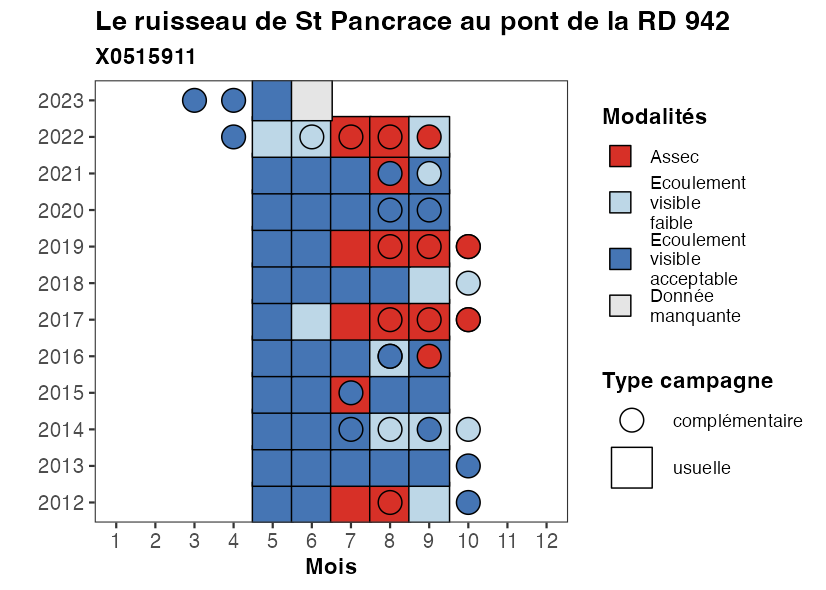 Le ruisseau de St Pancrace au pont de la RD 942
X0515911
2023
2022
2021
2020
2019
2018
2017
2016
2015
2014
2013
2012
1 2 3 4 5 6 7 8 9 10 11 12
Mois
Modalités
Assec
Ecoulement
visible
faible
Ecoulement
visible
acceptable
Donnée
manquante
Type campagne
complémentaire
usuelle